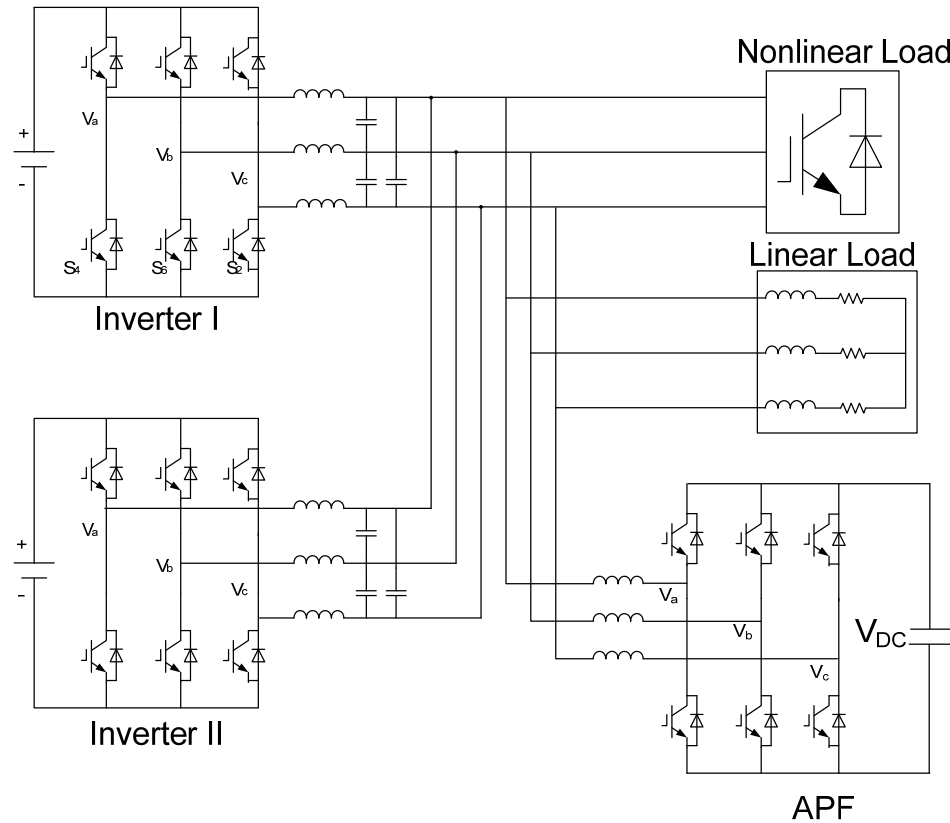 Nonlinear Load
+
-
Va
Vb
Vc
S4
S6
S2
Inverter I
Linear Load
+
-
Va
Vb
Vc
Inverter II
Va
Vb
Vc
VDC
APF